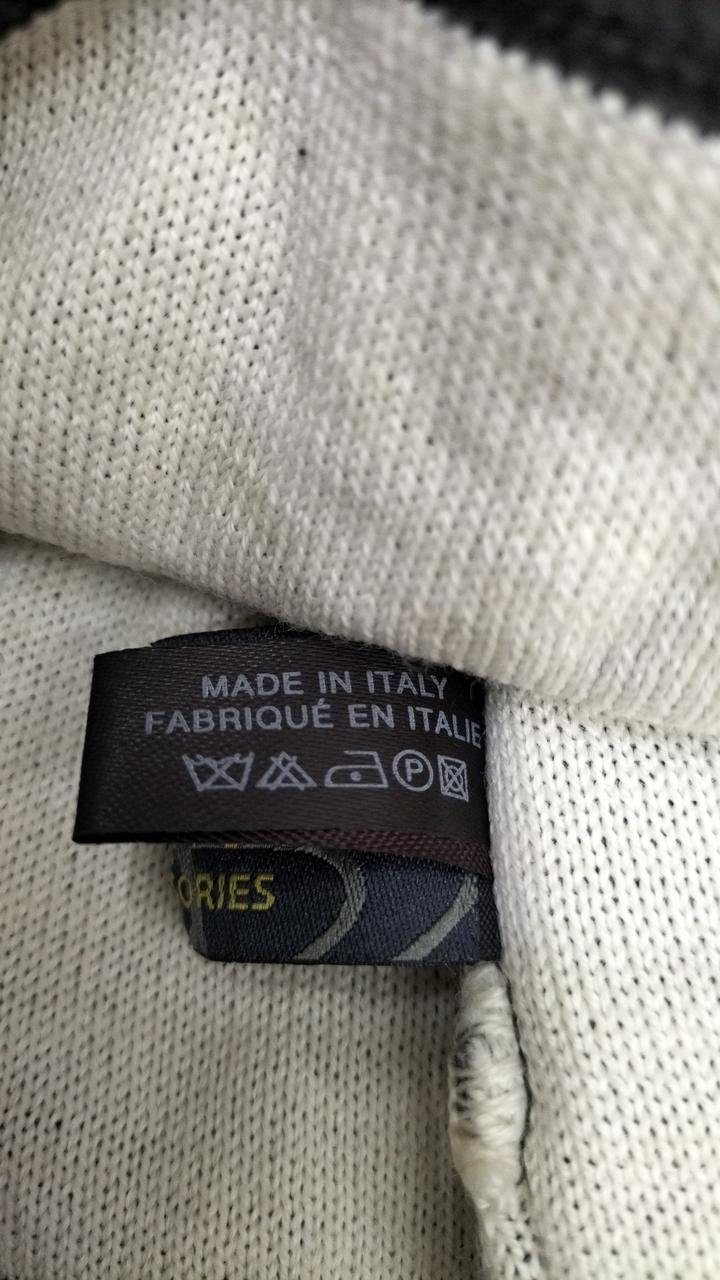 MADE IN ITALY
FABRIQUÉ EN ITALIE
P
ORIES